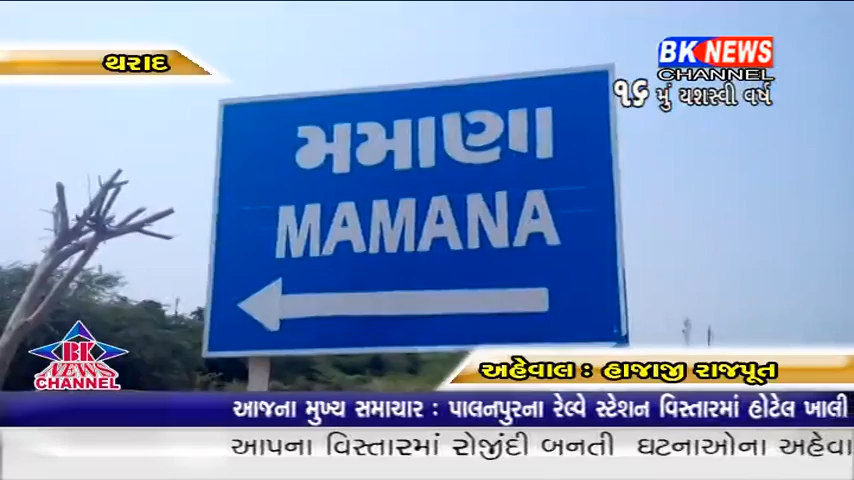 થરાદ
BK NEWS
CHANNEL
૧૬ મું યશસ્વી વર્ષ
મમાણા
MAMANA
BK
NEWS
CHANNEL
અહેવાલ : હાજાજી રાજપૂત
આજના મુખ્ય સમાચાર : પાલનપુરના રેલ્વે સ્ટેશન વિસ્તારમાં હોટેલ ખાલી
આપના વિસ્તારમાં રોજીંદી બનતી ઘટનાઓના અહેવા